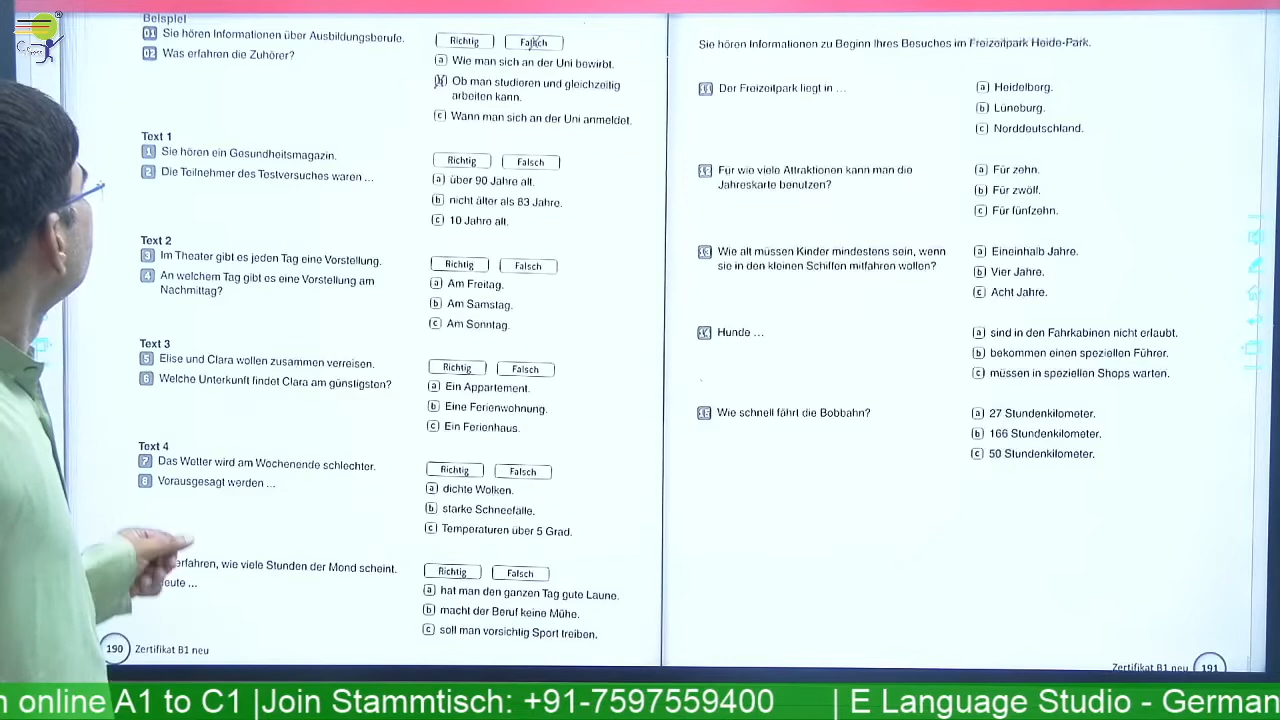 Beispiel
01 Sie hören Informationen über Ausbildungsberufe.
Richtig Falsch
02 Was erfahren die Zuhörer?
a Wie man sich an der Uni bewirbt.
Ob man studieren und gleichzeitig
arbeiten kann.
c Wann man sich an der Uni anmeldet.
Text 1
1 Sie hören ein Gesundheitsmagazin.
Richtig Falsch
2 Die Teilnehmer des Testversuches waren ...
a über 90 Jahre alt.
b nicht älter als 83 Jahre.
c 10 Jahre alt.
Text 2
3 Im Theater gibt es jeden Tag eine Vorstellung.
Richtig Falsch
4 An welchem Tag gibt es eine Vorstellung am
Nachmittag?
a Am Freitag.
b Am Samstag.
c Am Sonntag.
Text 3
5 Elise und Clara wollen zusammen verreisen.
Richtig Falsch
6 Welche Unterkunft findet Clara am günstigsten?
a Ein Appartement.
b Eine Ferienwohnung.
c Ein Ferienhaus.
Text 4
7 Das Wetter wird am Wochenende schlechter.
Richtig Falsch
8 Vorausgesagt werden ...
a dichte Wolken.
b starke Schneefälle.
c Temperaturen über 5 Grad.
erfahren, wie viele Stunden der Mond scheint.
Richtig Falsch
eute ...
a hat man den ganzen Tag gute Laune.
b macht der Beruf keine Mühe.
c soll man vorsichtig Sport treiben.
190 Zertifikat B1 neu
Sie hören Informationen zu Beginn Ihres Besuches im Freizeitpark Heide-Park.
Der Freizeitpark liegt in ...
a Heidelberg.
b Lüneburg.
c Norddeutschland.
Für wie viele Attraktionen kann man die
Jahreskarte benutzen?
a Für zehn.
b Für zwölf.
c Für fünfzehn.
Wie alt müssen Kinder mindestens sein, wenn
sie in den kleinen Schiffen mitfahren wollen?
a Eineinhalb Jahre.
b Vier Jahre.
c Acht Jahre.
Hunde ...
a sind in den Fahrkabinen nicht erlaubt.
b bekommen einen speziellen Führer.
c müssen in speziellen Shops warten.
Wie schnell fährt die Bobbahn?
a 27 Stundenkilometer.
b 166 Stundenkilometer.
c 50 Stundenkilometer.
Zertifikat B1 neu 191
n online A1 to C1 |Join Stammtisch: +91-7597559400 | E Language Studio - German